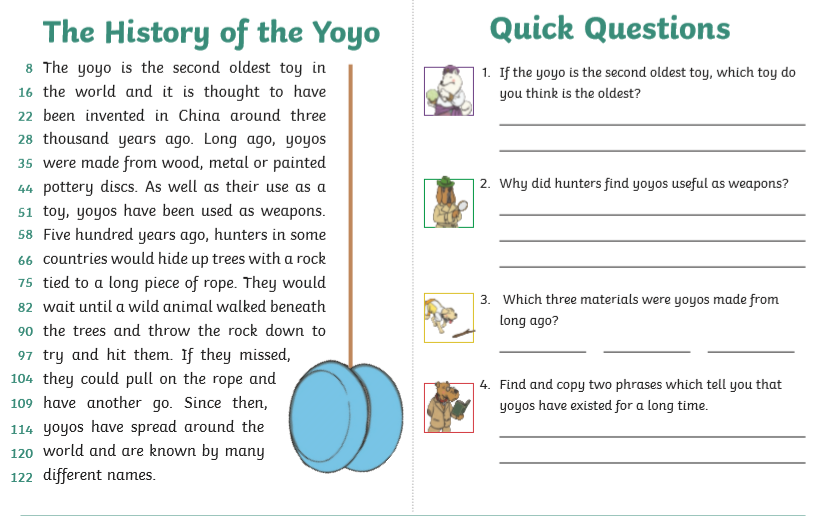 The History of the Yoyo
8 The yoyo is the second oldest toy in
16 the world and it is thought to have
22 been invented in China around three
28 thousand years ago. Long ago, yoyos
35 were made from wood, metal or painted
44 pottery discs. As well as their use as a
51 toy, yoyos have been used as weapons.
58 Five hundred years ago, hunters in some
66 countries would hide up trees with a rock
75 tied to a long piece of rope. They would
82 wait until a wild animal walked beneath
90 the trees and throw the rock down to
97 try and hit them. If they missed,
104 they could pull on the rope and
109 have another go. Since then,
114 yoyos have spread around the
120 world and are known by many
122 different names.
Quick Questions
1. If the yoyo is the second oldest toy, which toy do
you think is the oldest?
2. Why did hunters find yoyos useful as weapons?
3. Which three materials were yoyos made from
long ago?
4. Find and copy two phrases which tell you that
yoyos have existed for a long time.